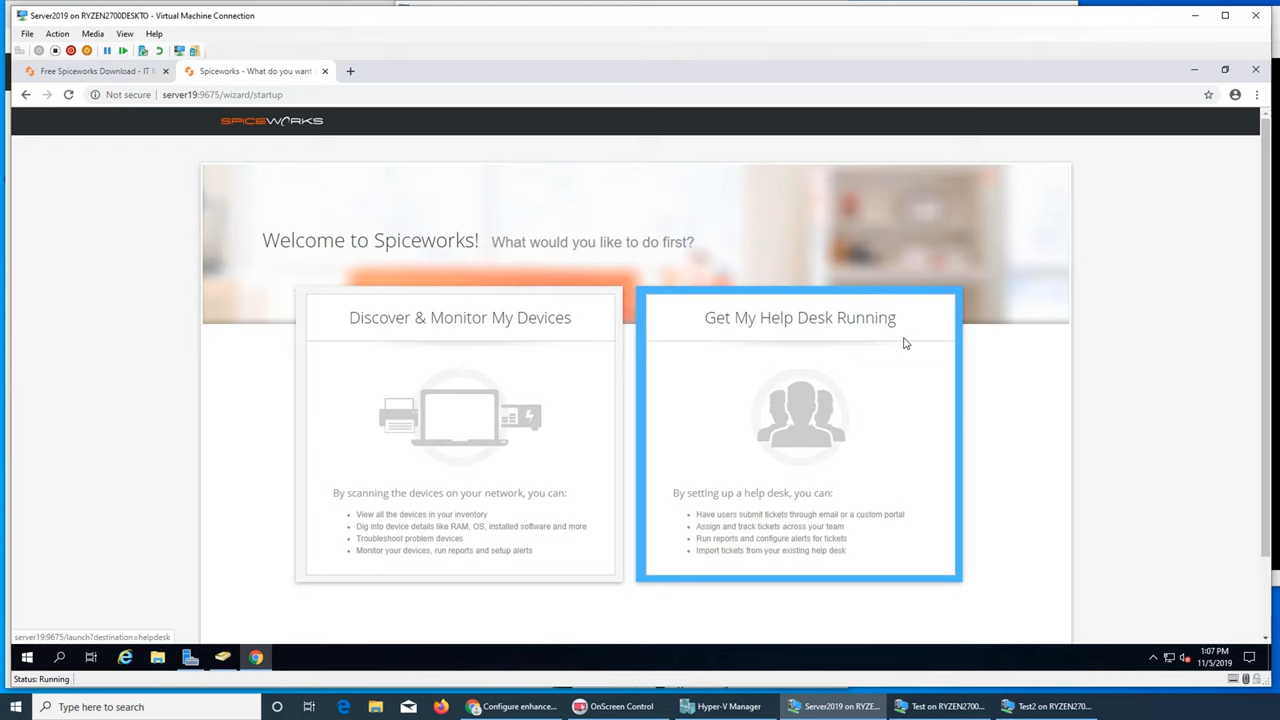 Server2019 on RYZEN2700DESKTO - Virtual Machine Connection
File Action Media View Help
Free Spiceworks Download - IT
Spiceworks - What do you want
Not secure server19:9675/wizard/startup
SPICEWORKS
Welcome to Spiceworks! What would you like to do first?
Discover & Monitor My Devices
By scanning the devices on your network, you can:
• View all the devices in your inventory
• Dig into device details like RAM, OS, installed software and more
• Troubleshoot problem devices
• Monitor your devices, run reports and setup alerts
Get My Help Desk Running
By setting up a help desk, you can:
• Have users submit tickets through email or a custom portal
• Assign and track tickets across your team
• Run reports and configure alerts for tickets
• Import tickets from your existing help desk
server19:9675/launch?destination=helpdesk
1:07 PM
11/5/2019
Status: Running
Type here to search
Configure enhance...
OnScreen Control
Hyper-V Manager
Server2019 on RYZE...
Test on RYZEN2700...
Test2 on RYZEN270...